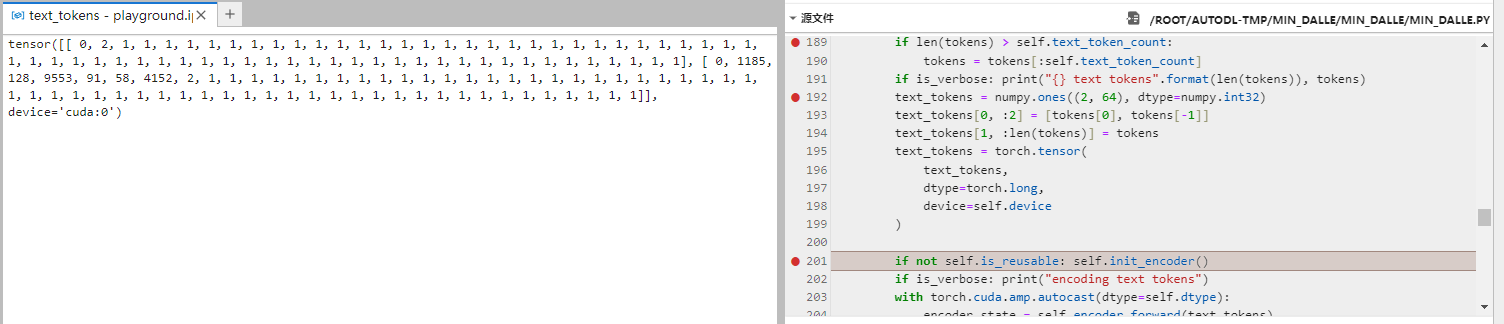 text_tokens - playground.ip
tensor([[ 0, 2, 1, 1, 1, 1, 1, 1, 1, 1, 1, 1, 1, 1, 1, 1, 1, 1, 1, 1, 1, 1, 1, 1, 1, 1, 1, 1, 1, 1, 1, 1,
1, 1, 1, 1, 1, 1, 1, 1, 1, 1, 1, 1, 1, 1, 1, 1, 1, 1, 1, 1, 1, 1, 1, 1, 1, 1, 1, 1, 1, 1, 1, 1], [ 0, 1185,
128, 9553, 91, 58, 4152, 2, 1, 1, 1, 1, 1, 1, 1, 1, 1, 1, 1, 1, 1, 1, 1, 1, 1, 1, 1, 1, 1, 1, 1, 1, 1, 1,
1, 1, 1, 1, 1, 1, 1, 1, 1, 1, 1, 1, 1, 1, 1, 1, 1, 1, 1, 1, 1, 1, 1, 1, 1, 1, 1, 1]],
device='cuda:0')
源文件 /ROOT/AUTODL-TMP/MIN_DALLE/MIN_DALLE/MIN_DALLE.PY
189 if len(tokens) > self.text_token_count:
190 tokens = tokens[:self.text_token_count]
191 if is_verbose: print("{} text tokens".format(len(tokens)), tokens)
192 text_tokens = numpy.ones((2, 64), dtype=numpy.int32)
193 text_tokens[0, :2] = [tokens[0], tokens[-1]]
194 text_tokens[1, :len(tokens)] = tokens
195 text_tokens = torch.tensor(
196 text_tokens,
197 dtype=torch.long,
198 device=self.device
199 )
200
201 if not self.is_reusable: self.init_encoder()
202 if is_verbose: print("encoding text tokens")
203 with torch.cuda.amp.autocast(dtype=self.dtype):
204 encoder_state = self.encoder.forward(text_tokens)